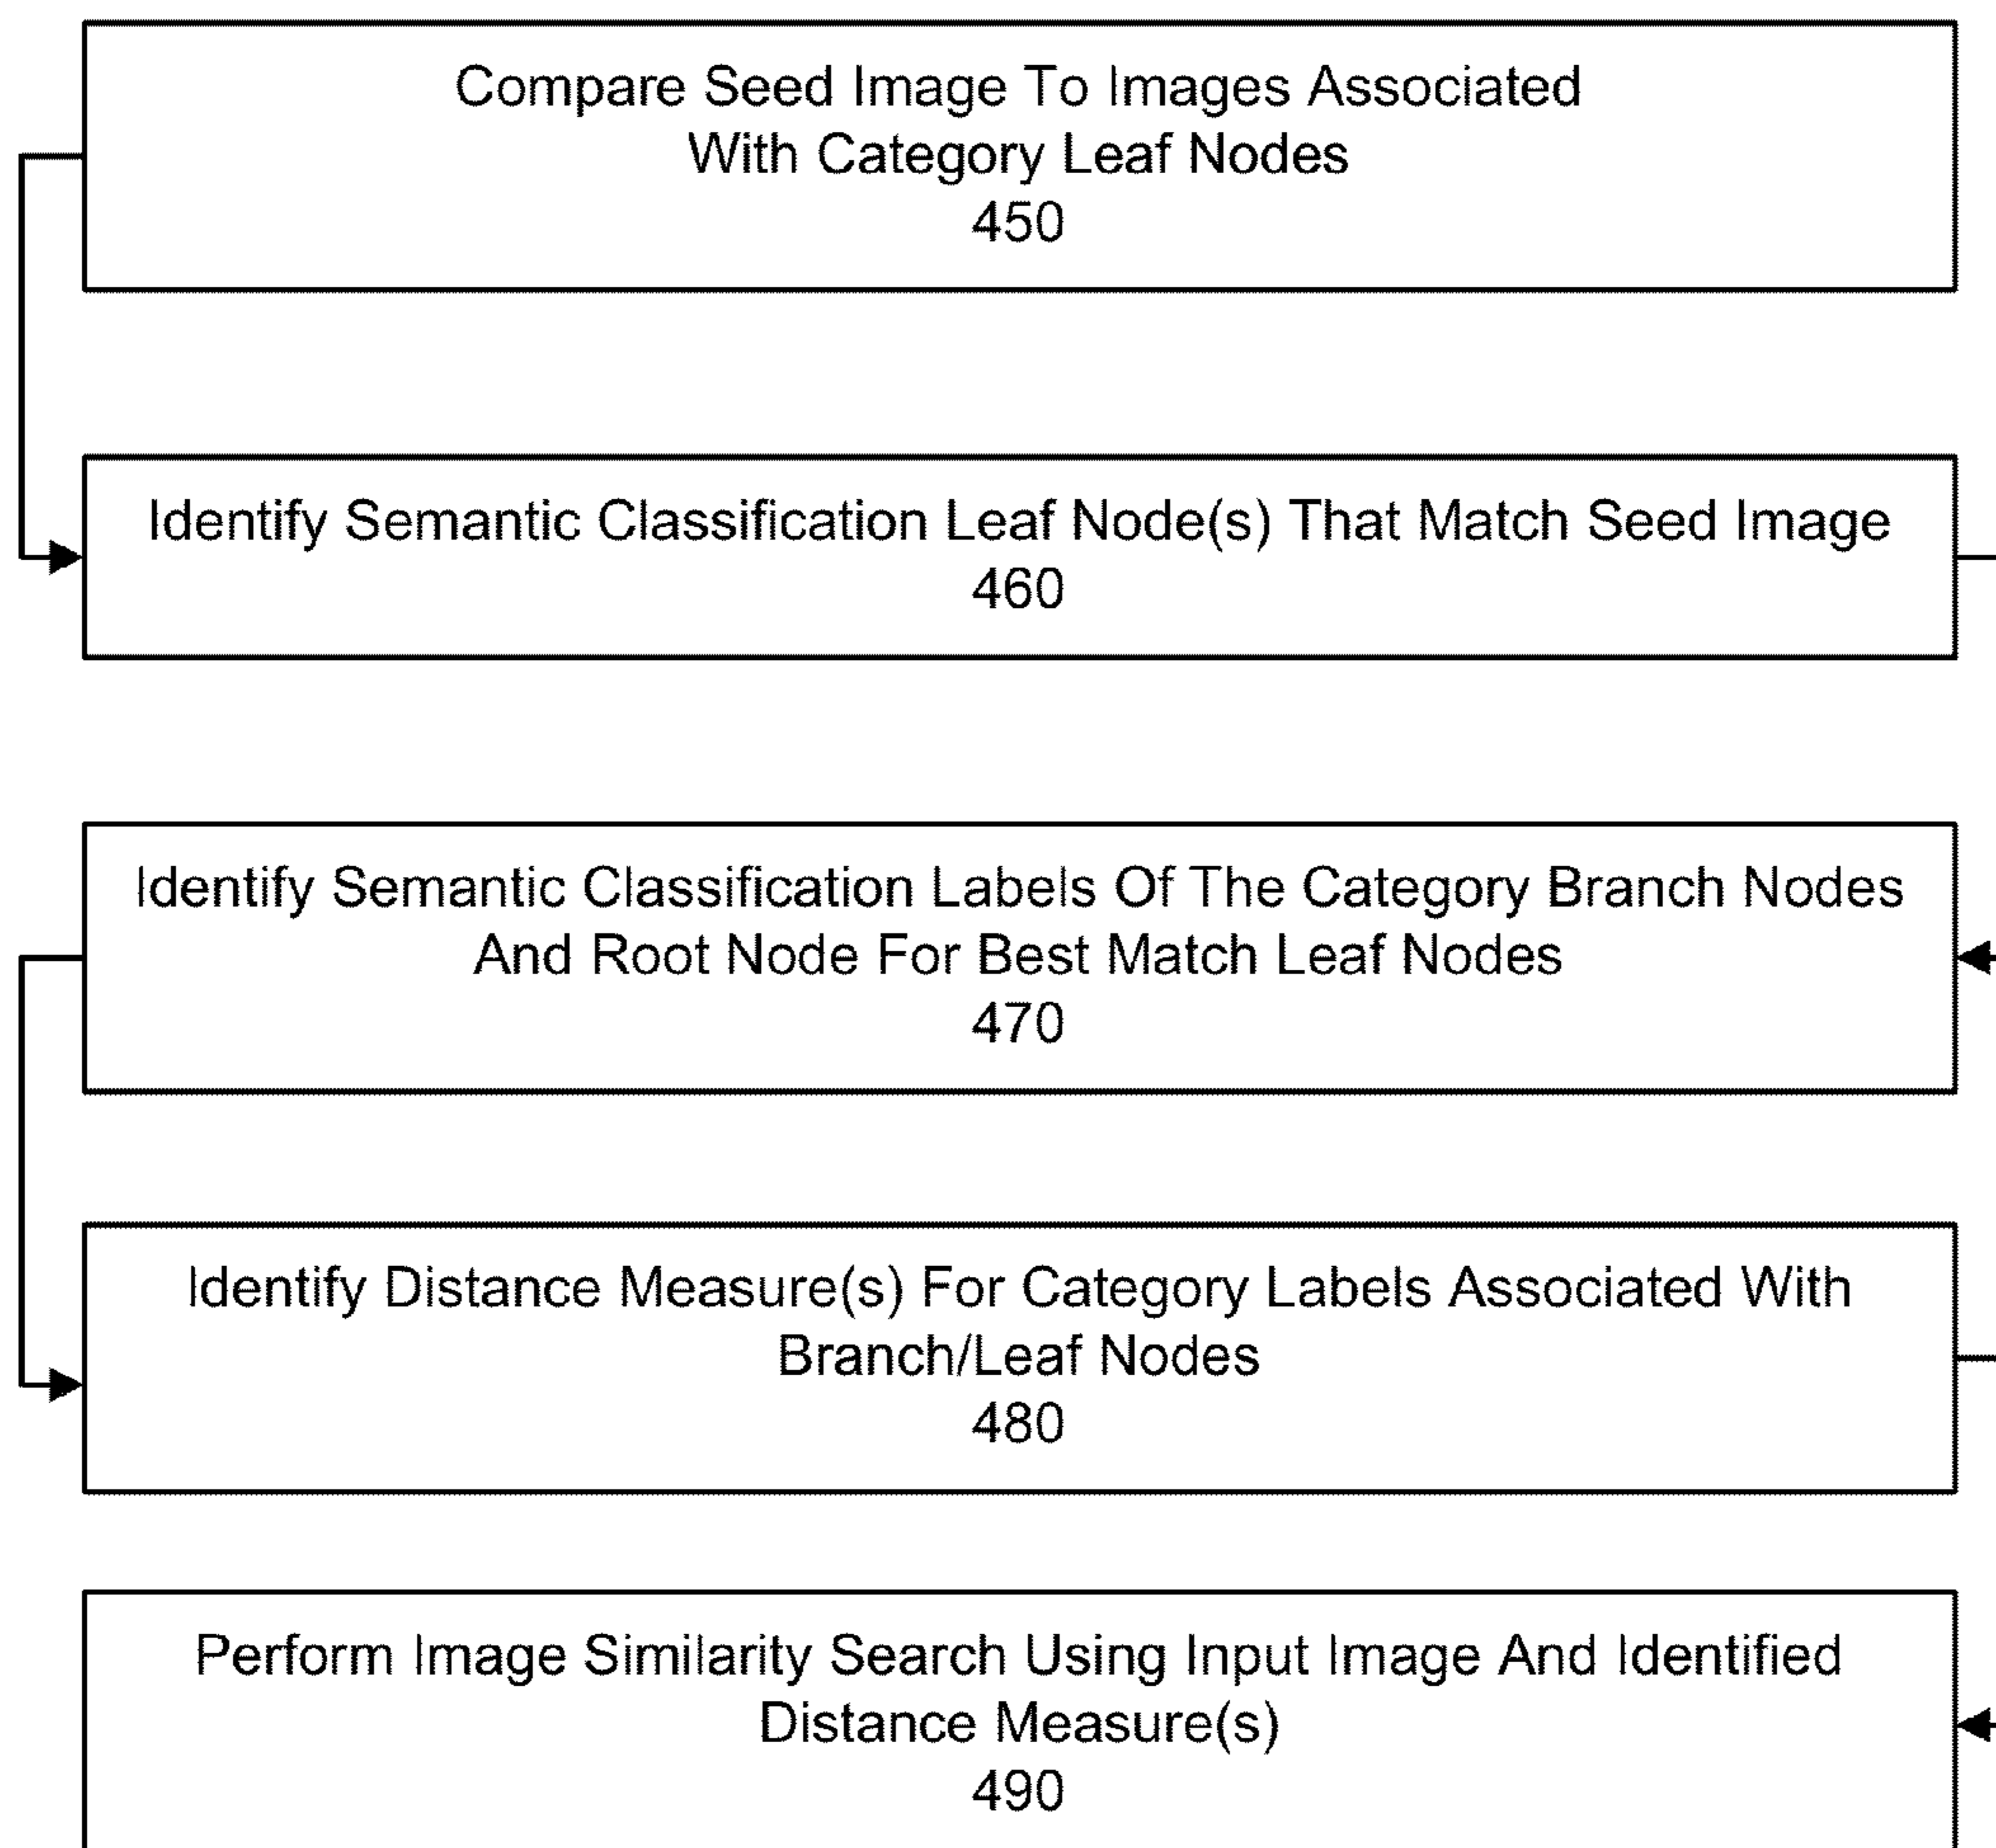 Compare Seed Image To Images Associated
With Category Leaf Nodes
450
Identify Semantic Classification Leaf Node(s) That Match Seed Image
460
Identify Semantic Classification Labels Of The Category Branch Nodes
And Root Node For Best Match Leaf Nodes
470
Identify Distance Measure(s) For Category Labels Associated With
Branch/Leaf Nodes
480
Perform Image Similarity Search Using Input Image And Identified
Distance Measure(s)
490